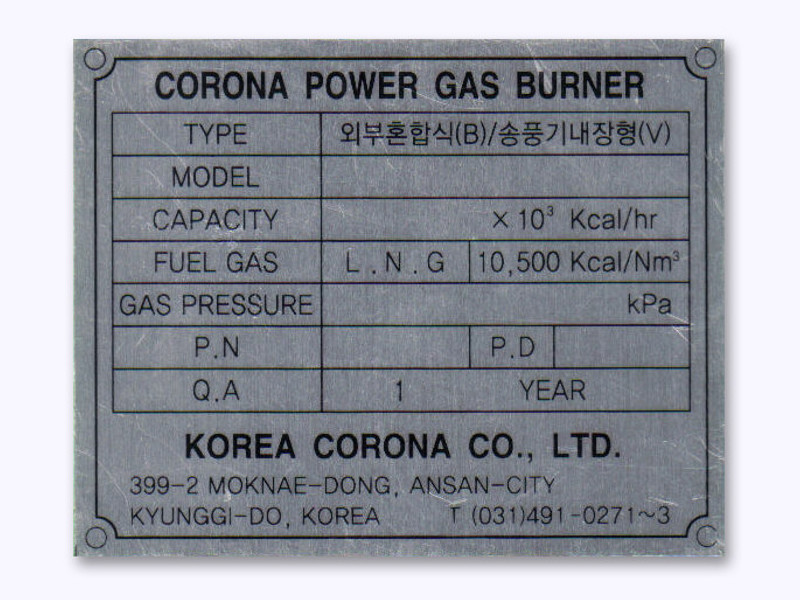 CORONA POWER GAS BURNER
TYPE 외부혼합식(B)/송풍기내장형(V)
MODEL
CAPACITY ×10³ Kcal/hr
FUEL GAS L.N.G 10,500 Kcal/Nm³
GAS PRESSURE kPa
P.N P.D
Q.A 1 YEAR
KOREA CORONA CO., LTD.
399-2 MOKNAE-DONG, ANSAN-CITY
KYUNGGI-DO, KOREA T (031)491-0271~3